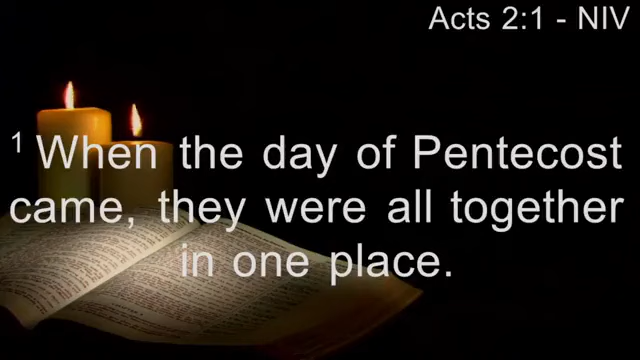 Acts 2:1 - NIV
1 When the day of Pentecost
came, they were all together
in one place.